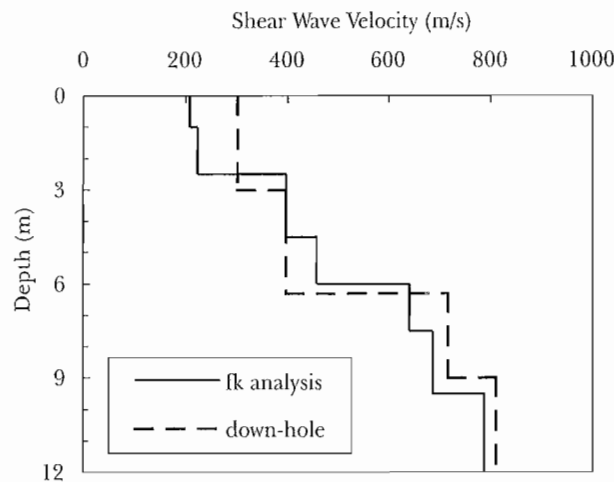 Shear Wave Velocity (m/s)
0 200 400 600 800 1000
0
3
6
9
12
Depth (m)
fk analysis
down-hole